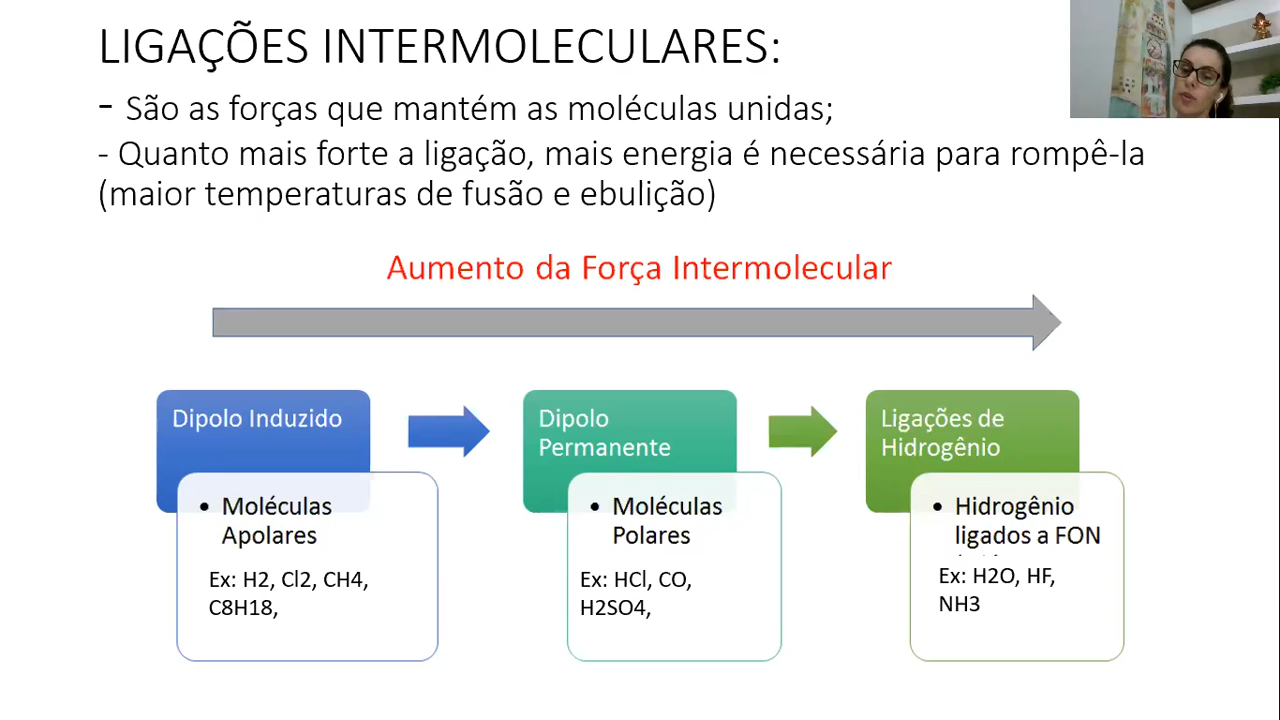 LIGAÇÕES INTERMOLECULARES:
- São as forças que mantém as moléculas unidas;
- Quanto mais forte a ligação, mais energia é necessária para rompê-la
(maior temperaturas de fusão e ebulição)
Aumento da Força Intermolecular
Dipolo Induzido
• Moléculas
Apolares
Ex: H2, Cl2, CH4,
C8H18,
Dipolo
Permanente
• Moléculas
Polares
Ex: HCl, CO,
H2SO4,
Ligações de
Hidrogênio
• Hidrogênio
ligados a FON
Ex: H2O, HF,
NH3